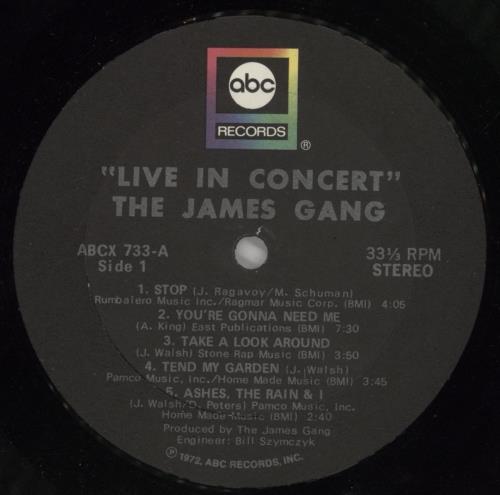 abc
RECORDS
®
"LIVE IN CONCERT"
THE JAMES GANG
ABCX 733-A
Side 1
33⅓ RPM
STEREO
1. STOP (J. Ragavoy/M. Schuman)
Rumbalero Music Inc./Ragmar Music Corp. (BMI) 4:05
2. YOU'RE GONNA NEED ME
(A. King) East Publications (BMI) 7:30
3. TAKE A LOOK AROUND
(J. Walsh) Stone Rap Music (BMI) 3:50
4. TEND MY GARDEN (J. Walsh)
Pamco Music, Inc./Home Made Music (BMI) 3:45
5. ASHES, THE RAIN & I
(J. Walsh/D. Peters) Pamco Music, Inc.
Home Made Music (BMI) 2:40
Produced by The James Gang
Engineer: Bill Szymczyk
℗ 1972, ABC RECORDS, INC.